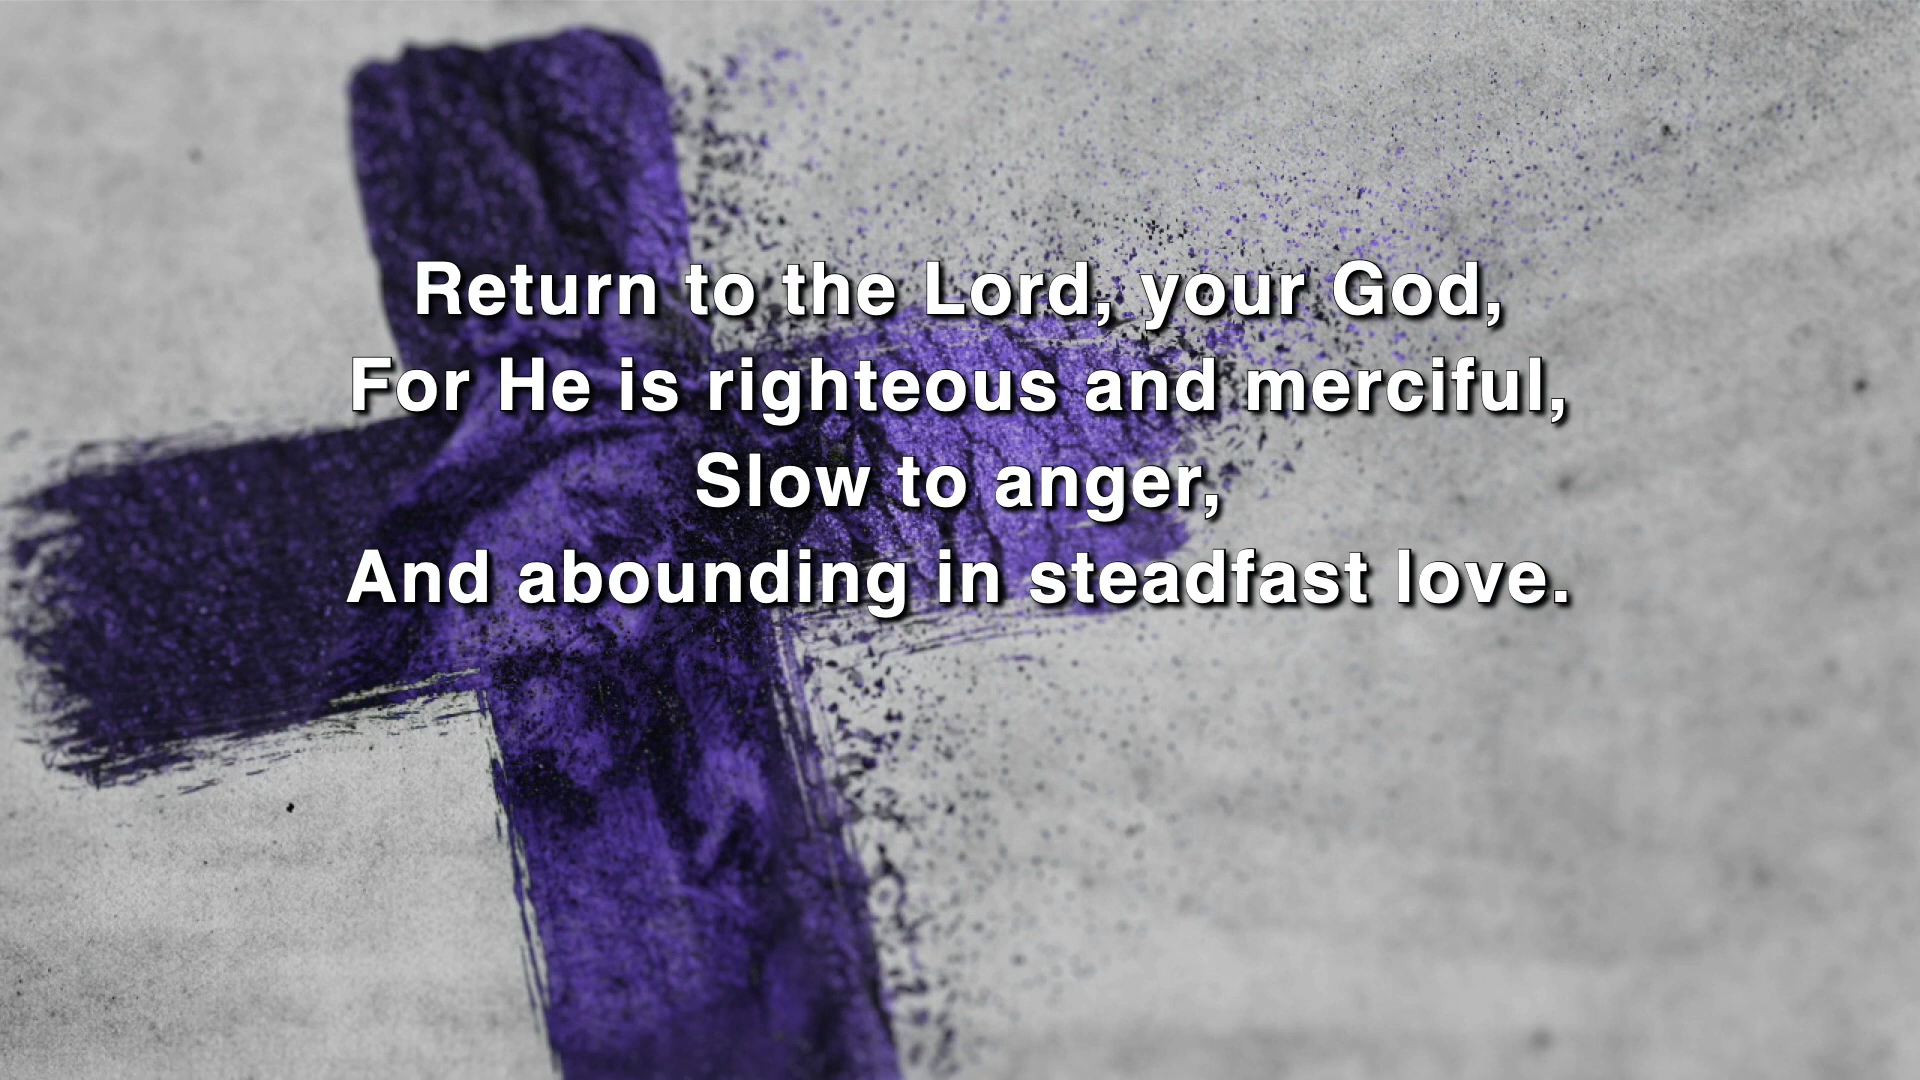 Return to the Lord, your God,
For He is righteous and merciful,
Slow to anger,
And abounding in steadfast love.